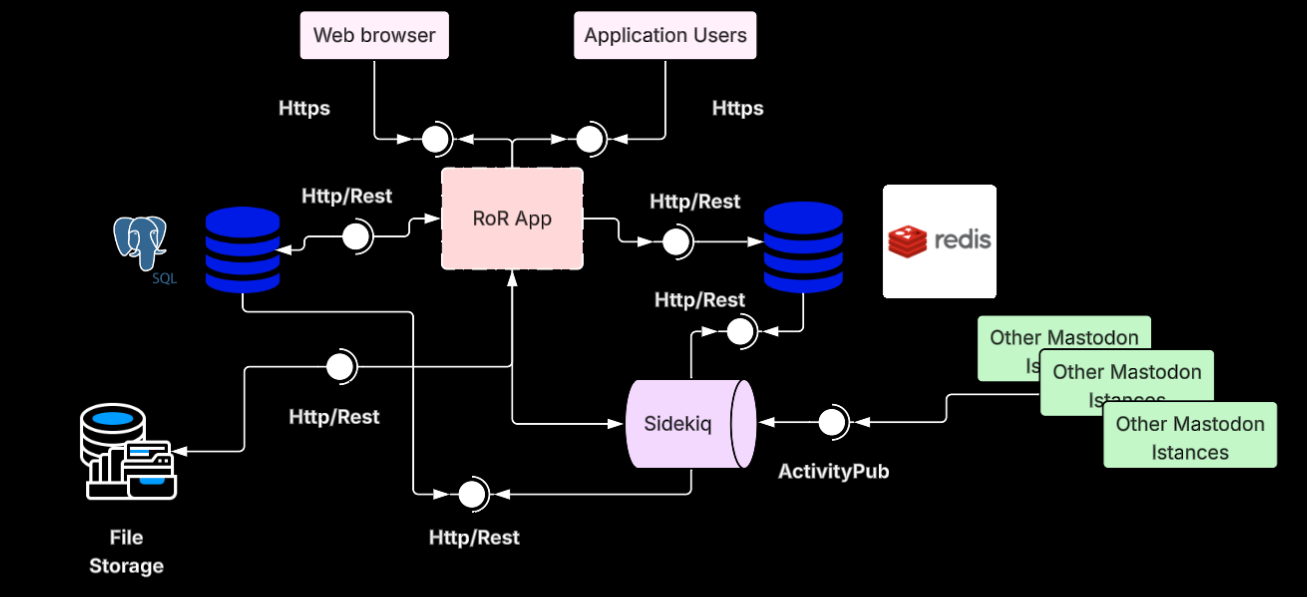 Web browser
Application Users
Https
Https
Http/Rest
Http/Rest
RoR App
SQL
redis
Http/Rest
Other Mastodon
Is
Other Mastodon
Istances
Other Mastodon
Istances
Http/Rest
Sidekiq
ActivityPub
Http/Rest
File
Storage